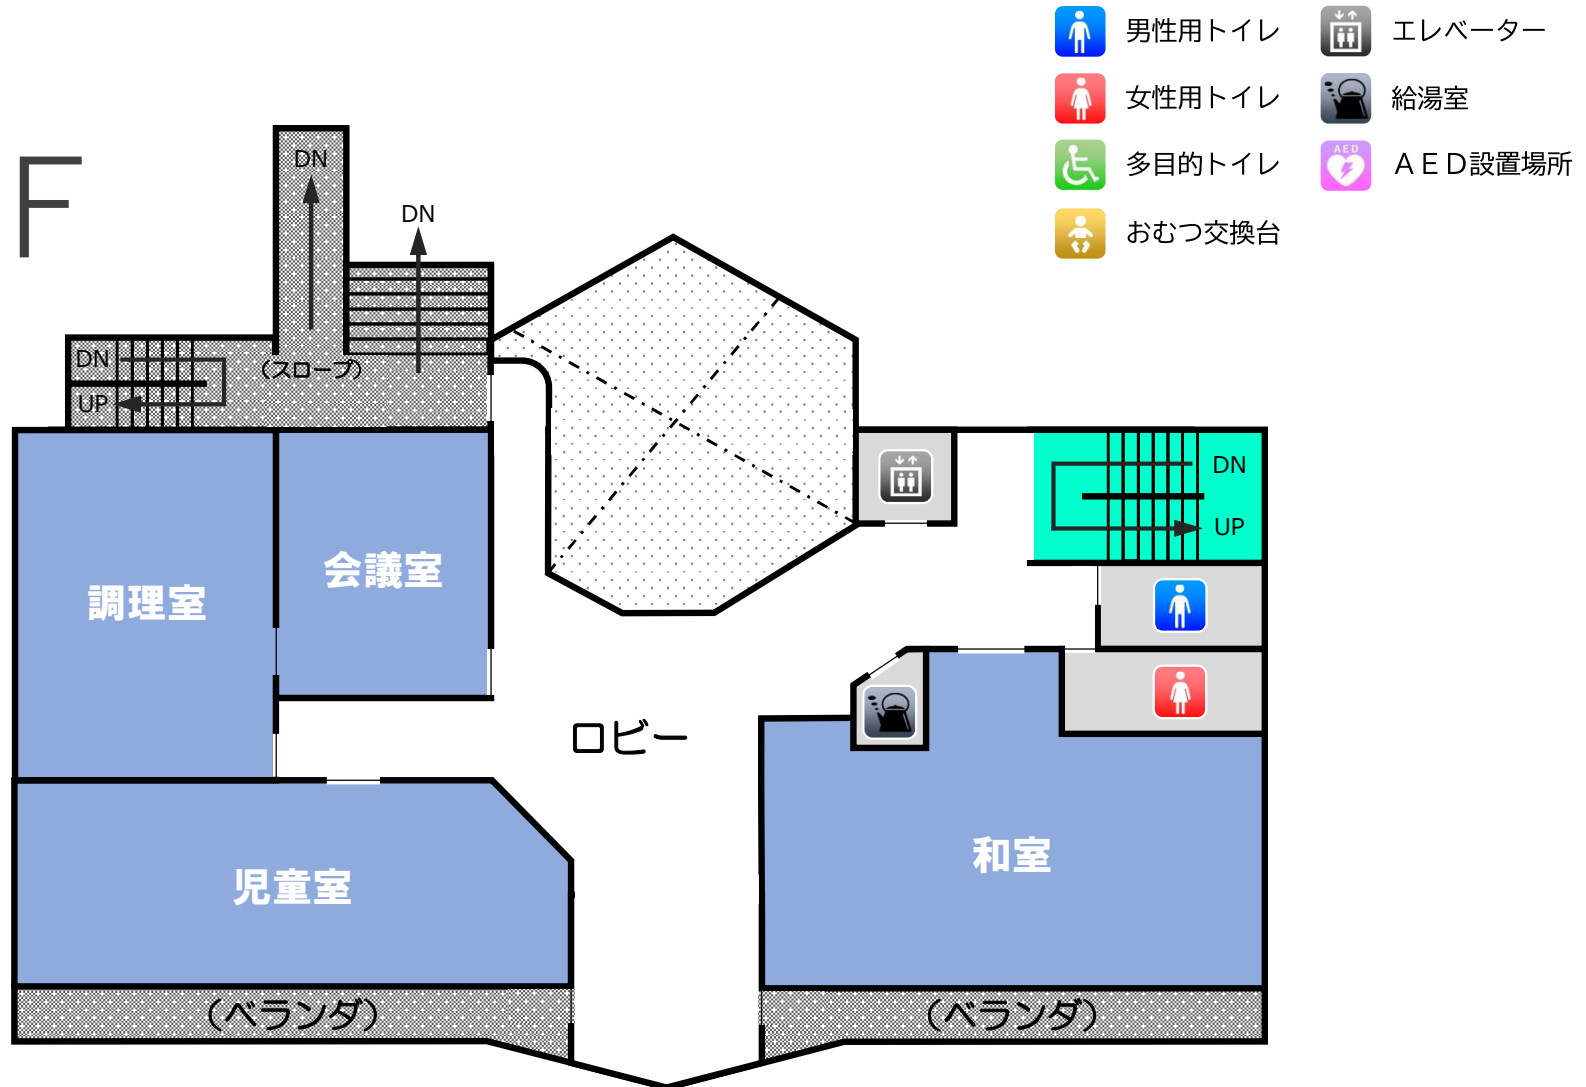 男性用トイレ
エレベーター
女性用トイレ
給湯室
AED
多目的トイレ
ＡＥＤ設置場所
おむつ交換台
F
DN
DN
DN
(スロープ)
UP
DN
UP
会議室
調理室
ロビー
和室
児童室
(ベランダ)
(ベランダ)